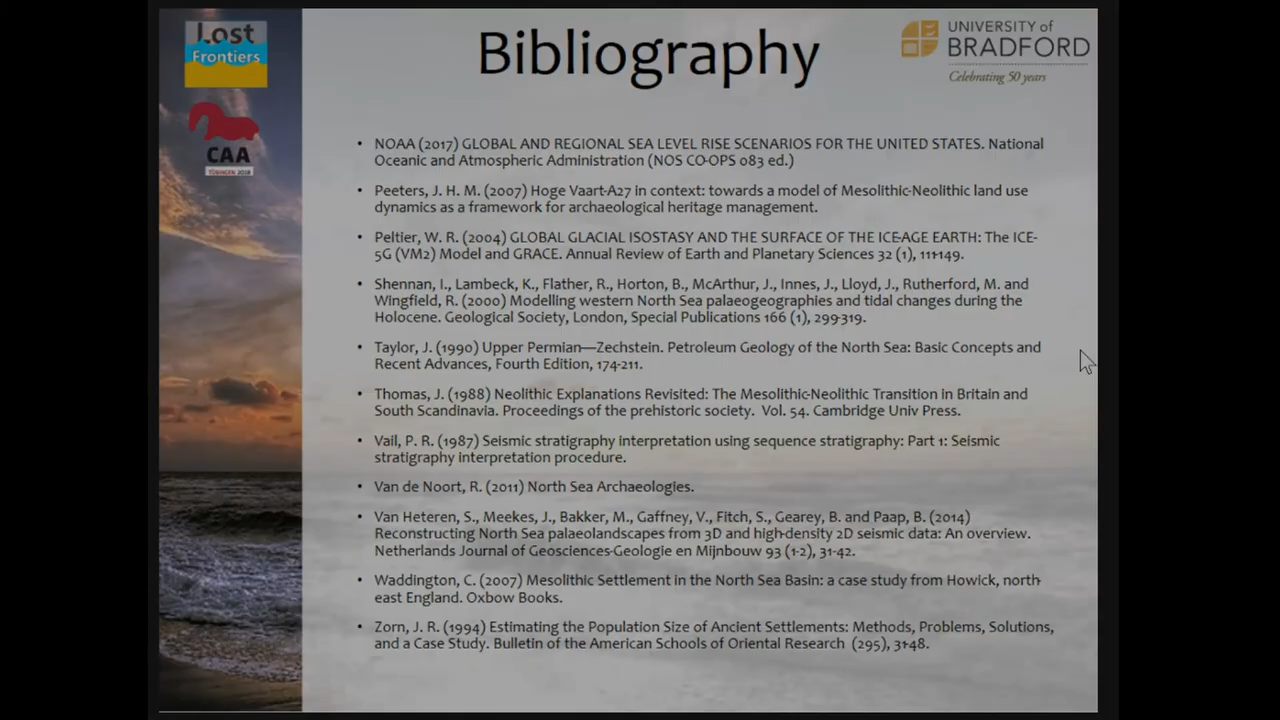 Lost
Frontiers
CAA
TÜBINGEN 2018
Bibliography
UNIVERSITY of
BRADFORD
Celebrating 50 years
• NOAA (2017) GLOBAL AND REGIONAL SEA LEVEL RISE SCENARIOS FOR THE UNITED STATES. National
Oceanic and Atmospheric Administration (NOS CO-OPS 083 ed.)
• Peeters, J. H. M. (2007) Hoge Vaart-A27 in context: towards a model of Mesolithic-Neolithic land use
dynamics as a framework for archaeological heritage management.
• Peltier, W. R. (2004) GLOBAL GLACIAL ISOSTASY AND THE SURFACE OF THE ICE-AGE EARTH: The ICE-
5G (VM2) Model and GRACE. Annual Review of Earth and Planetary Sciences 32 (1), 111-149.
• Shennan, I., Lambeck, K., Flather, R., Horton, B., McArthur, J., Innes, J., Lloyd, J., Rutherford, M. and
Wingfield, R. (2000) Modelling western North Sea palaeogeographies and tidal changes during the
Holocene. Geological Society, London, Special Publications 166 (1), 299-319.
• Taylor, J. (1990) Upper Permian—Zechstein. Petroleum Geology of the North Sea: Basic Concepts and
Recent Advances, Fourth Edition, 174-211.
• Thomas, J. (1988) Neolithic Explanations Revisited: The Mesolithic-Neolithic Transition in Britain and
South Scandinavia. Proceedings of the prehistoric society. Vol. 54. Cambridge Univ Press.
• Vail, P. R. (1987) Seismic stratigraphy interpretation using sequence stratigraphy: Part 1: Seismic
stratigraphy interpretation procedure.
• Van de Noort, R. (2011) North Sea Archaeologies.
• Van Heteren, S., Meekes, J., Bakker, M., Gaffney, V., Fitch, S., Gearey, B. and Paap, B. (2014)
Reconstructing North Sea palaeolandscapes from 3D and high-density 2D seismic data: An overview.
Netherlands Journal of Geosciences-Geologie en Mijnbouw 93 (1-2), 31-42.
• Waddington, C. (2007) Mesolithic Settlement in the North Sea Basin: a case study from Howick, north-
east England. Oxbow Books.
• Zorn, J. R. (1994) Estimating the Population Size of Ancient Settlements: Methods, Problems, Solutions,
and a Case Study. Bulletin of the American Schools of Oriental Research (295), 31-48.